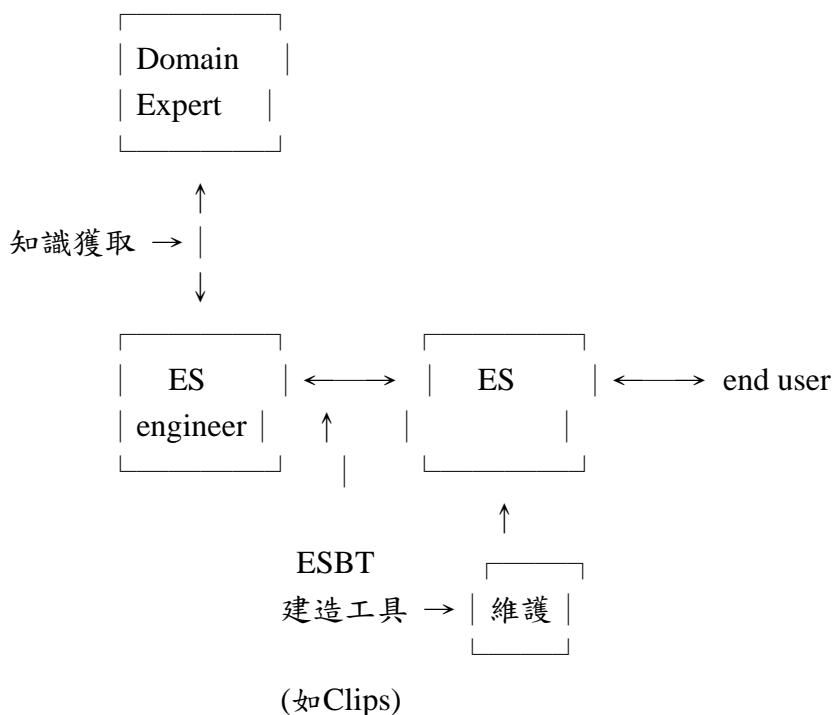 Domain
Expert
知識獲取 →
ES ES end user
engineer
ESBT
建造工具 → 維護
(如Clips)